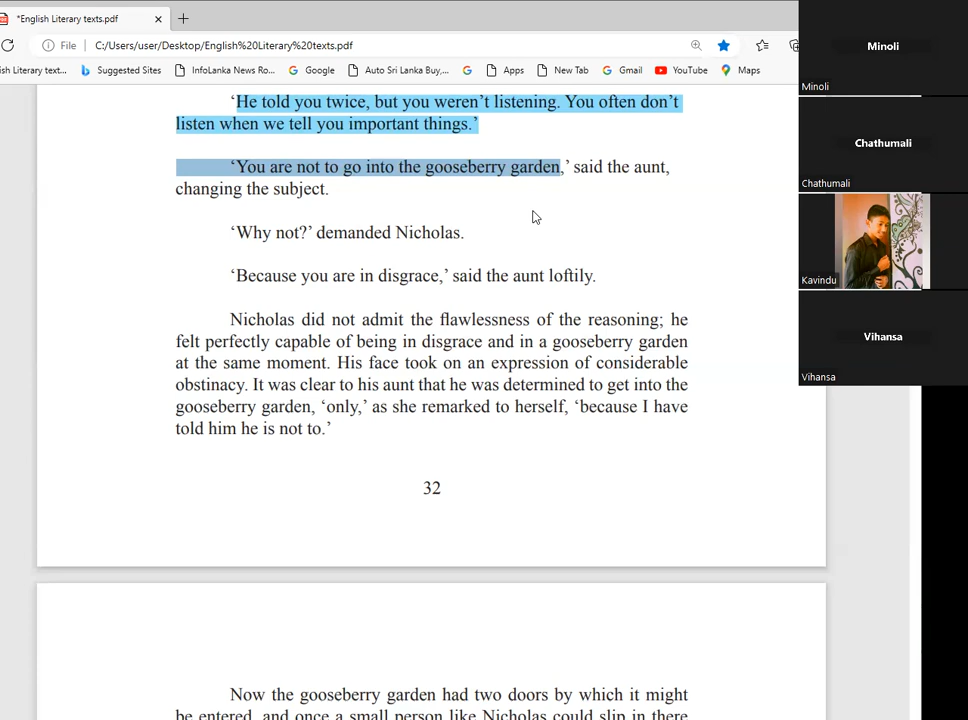 *English Literary texts.pdf
File
C:/Users/user/Desktop/English%20Literary%20texts.pdf
sh Literary text...
Suggested Sites
InfoLanka News Ro...
Google
Auto Sri Lanka Buy,...
Apps
New Tab
Gmail
YouTube
Maps
‘He told you twice, but you weren’t listening. You often don’t
listen when we tell you important things.’
‘You are not to go into the gooseberry garden,’ said the aunt,
changing the subject.
‘Why not?’ demanded Nicholas.
‘Because you are in disgrace,’ said the aunt loftily.
Nicholas did not admit the flawlessness of the reasoning; he
felt perfectly capable of being in disgrace and in a gooseberry garden
at the same moment. His face took on an expression of considerable
obstinacy. It was clear to his aunt that he was determined to get into the
gooseberry garden, ‘only,’ as she remarked to herself, ‘because I have
told him he is not to.’
32
Now the gooseberry garden had two doors by which it might
be entered, and once a small person like Nicholas could slip in there
Minoli
Minoli
Chathumali
Chathumali
Kavindu
Vihansa
Vihansa